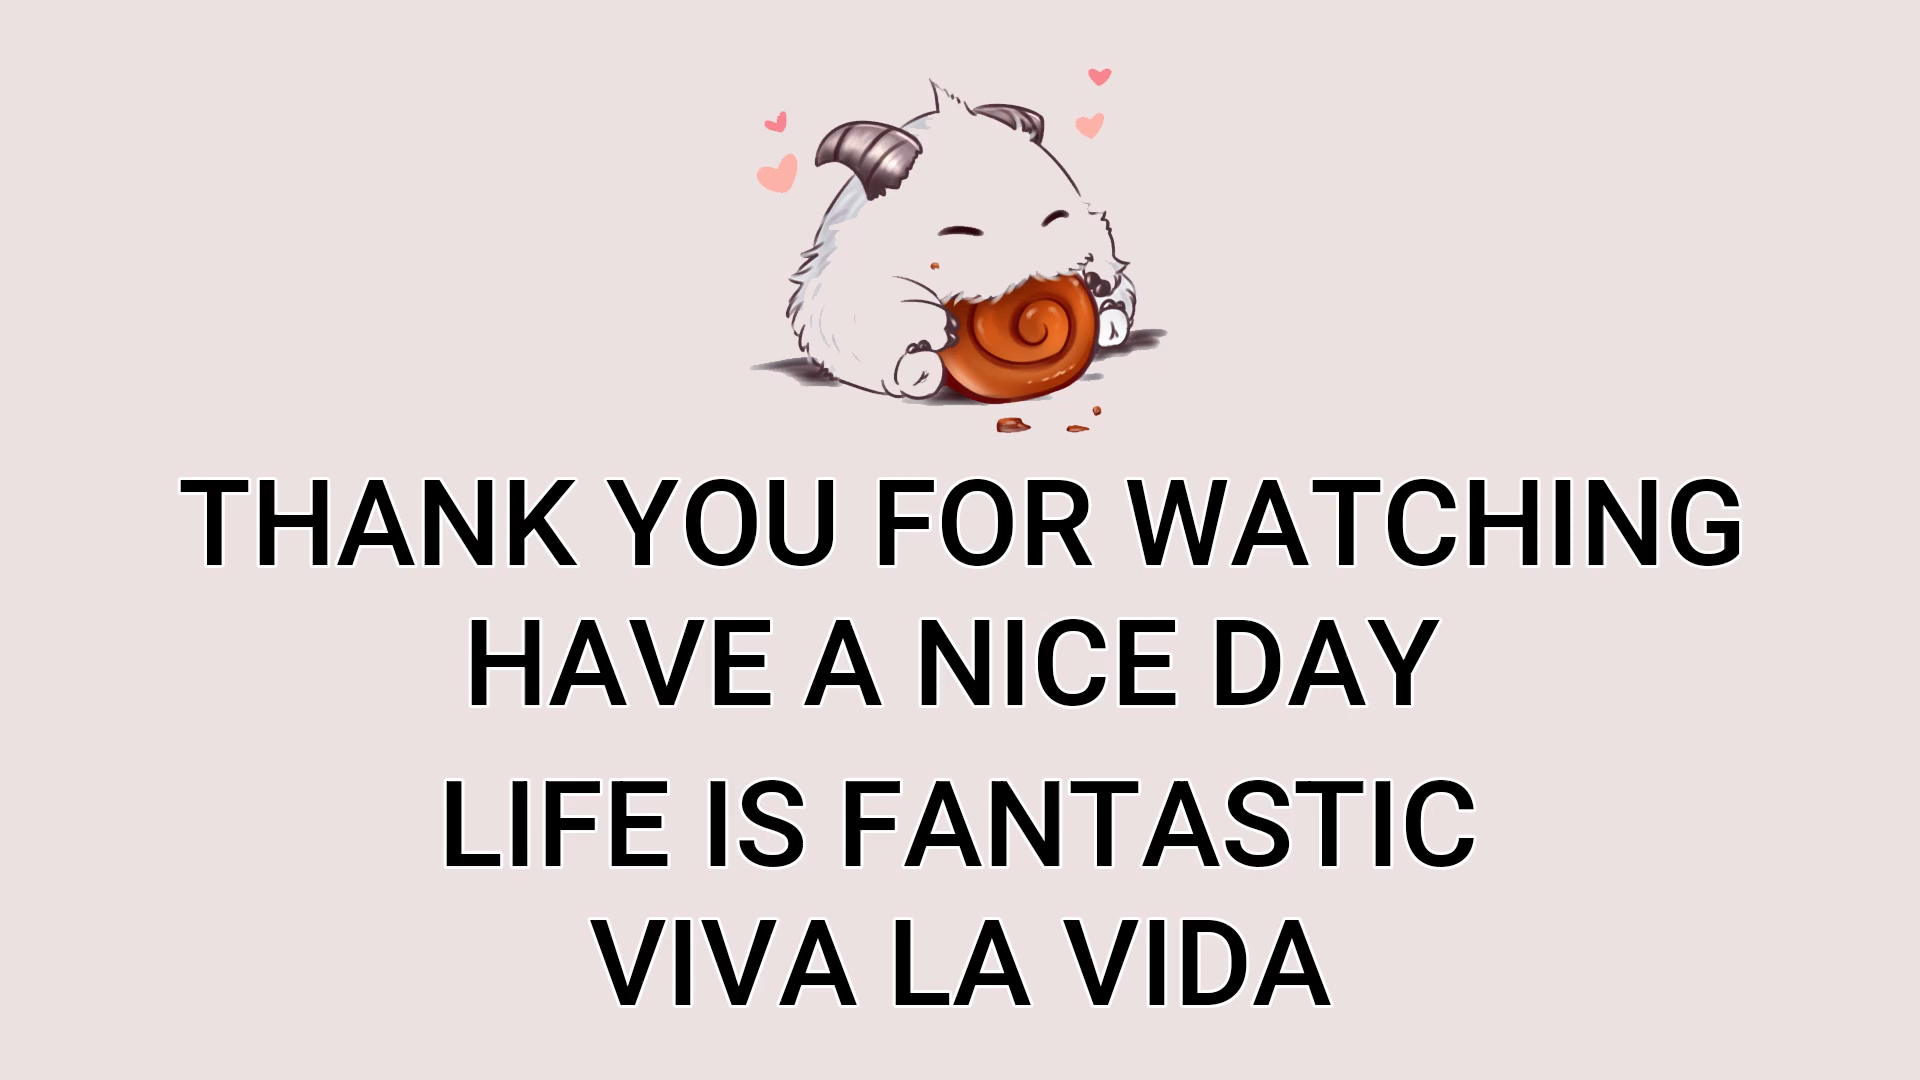 THANK YOU FOR WATCHING
HAVE A NICE DAY
LIFE IS FANTASTIC
VIVA LA VIDA